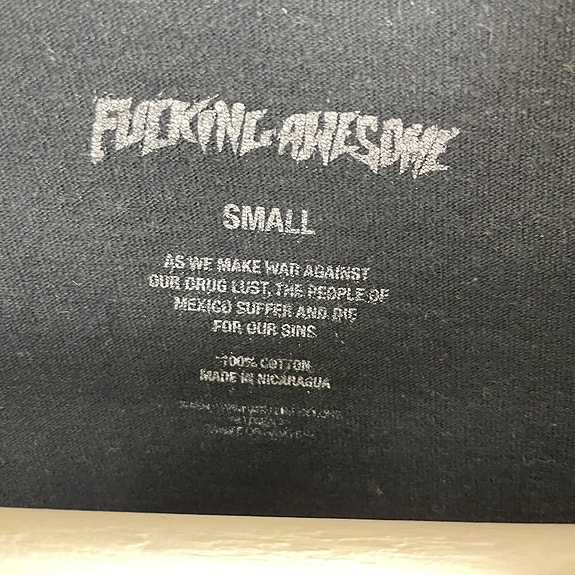 FUCKING AWESOME
SMALL
AS WE MAKE WAR AGAINST
OUR DRUG LUST, THE PEOPLE OF
MEXICO SUFFER AND DIE
FOR OUR SINS
100% COTTON
MADE IN NICARAGUA